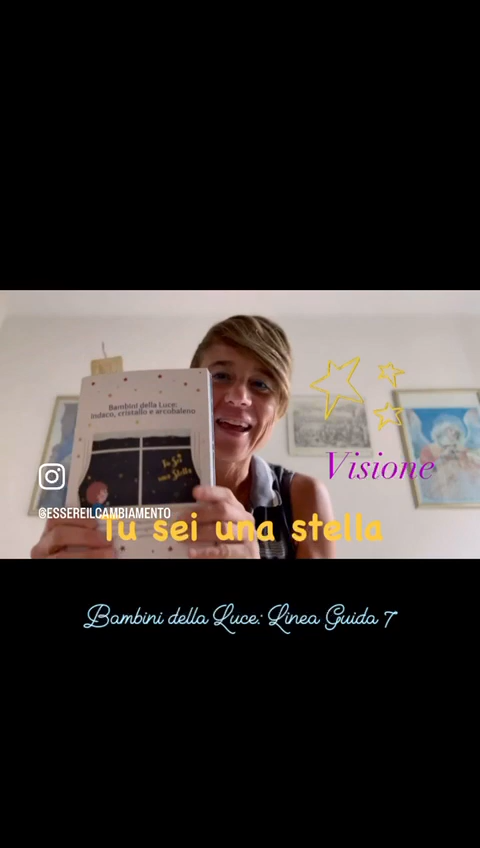 Bambini della Luce:
indaco, cristallo e arcobaleno
Tu sei
una stella
Visione
@ESSEREILCAMBIAMENTO
Tu sei una stella
Bambini della Luce: Linea Guida 7